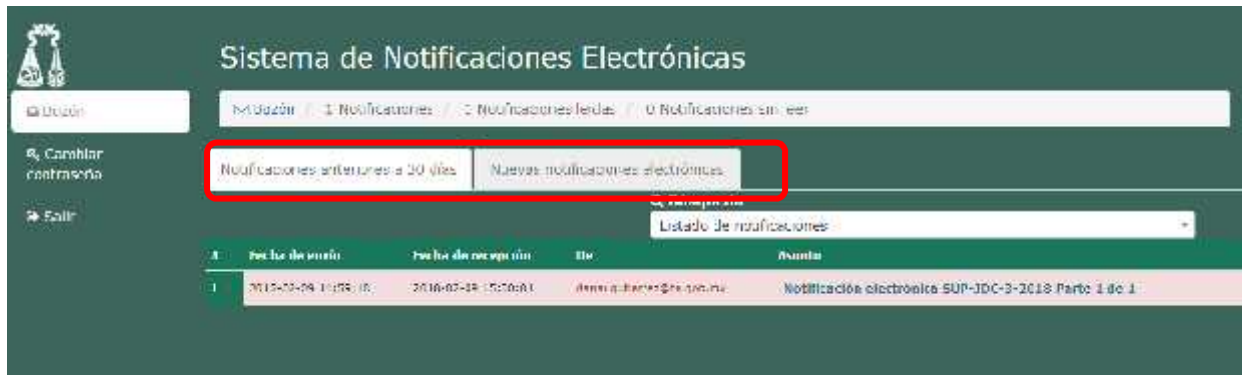 Sistema de Notificaciones Electrónicas
Buzón
Buzón / 1 Notificaciones / Notificaciones leídas / 0 Notificaciones sin leer
Cambiar
contraseña
Notificaciones anteriores a 30 días
Nuevas notificaciones electrónicas
Salir
Listado de notificaciones
# Fecha de envío Fecha de recepción De Asunto
1 Notificación electrónica SUP-JDC-3-2018 Parte 1 de 1